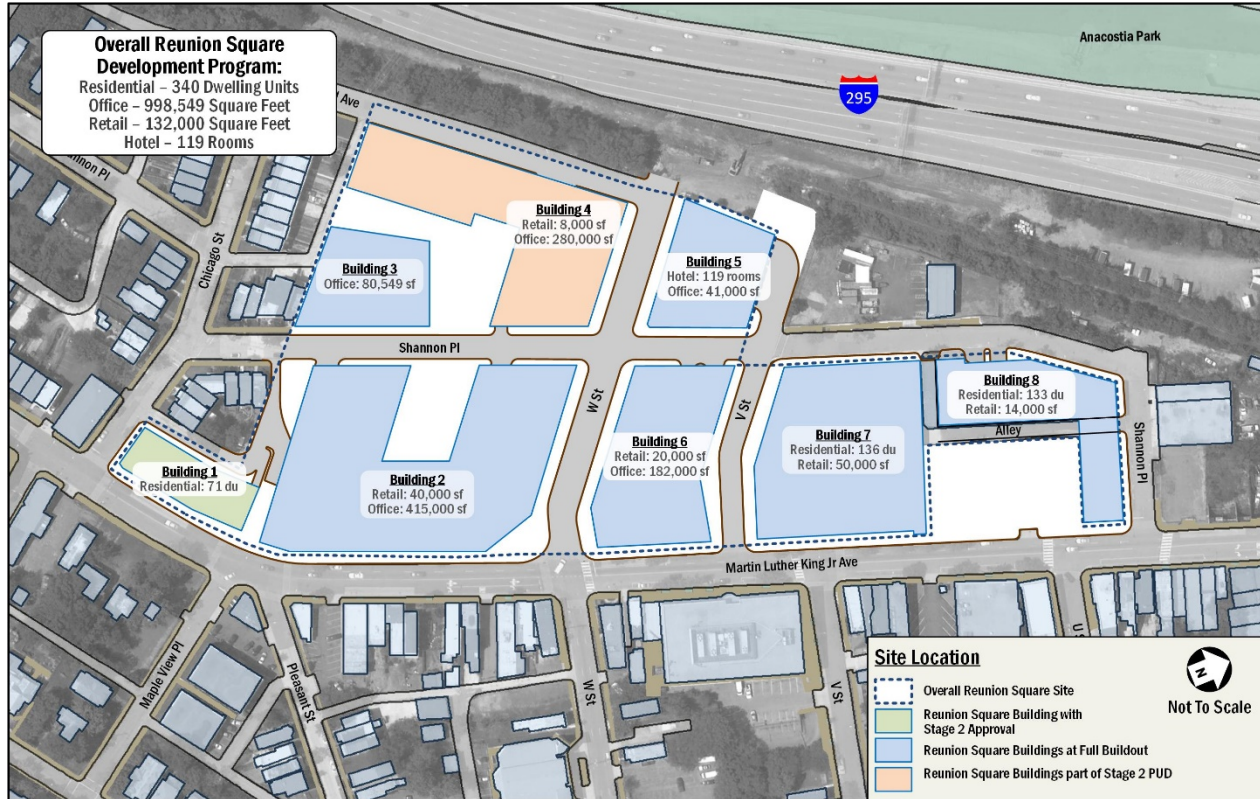 Overall Reunion Square
Development Program:
Residential – 340 Dwelling Units
Office – 998,549 Square Feet
Retail – 132,000 Square Feet
Hotel – 119 Rooms
Anacostia Park
295
Ave
Shannon Pl
Chicago St
Building 4
Retail: 8,000 sf
Office: 280,000 sf
Building 3
Office: 80,549 sf
Building 5
Hotel: 119 rooms
Office: 41,000 sf
Shannon Pl
W St
V St
Building 8
Residential: 133 du
Retail: 14,000 sf
Alley
Shannon Pl
Building 1
Residential: 71 du
Building 2
Retail: 40,000 sf
Office: 415,000 sf
Building 6
Retail: 20,000 sf
Office: 182,000 sf
Building 7
Residential: 136 du
Retail: 50,000 sf
Martin Luther King Jr Ave
Maple View Pl
Pleasant St
W St
V St
U S
Site Location
Overall Reunion Square Site
Reunion Square Building with
Stage 2 Approval
Reunion Square Buildings at Full Buildout
Reunion Square Buildings part of Stage 2 PUD
N
Not To Scale